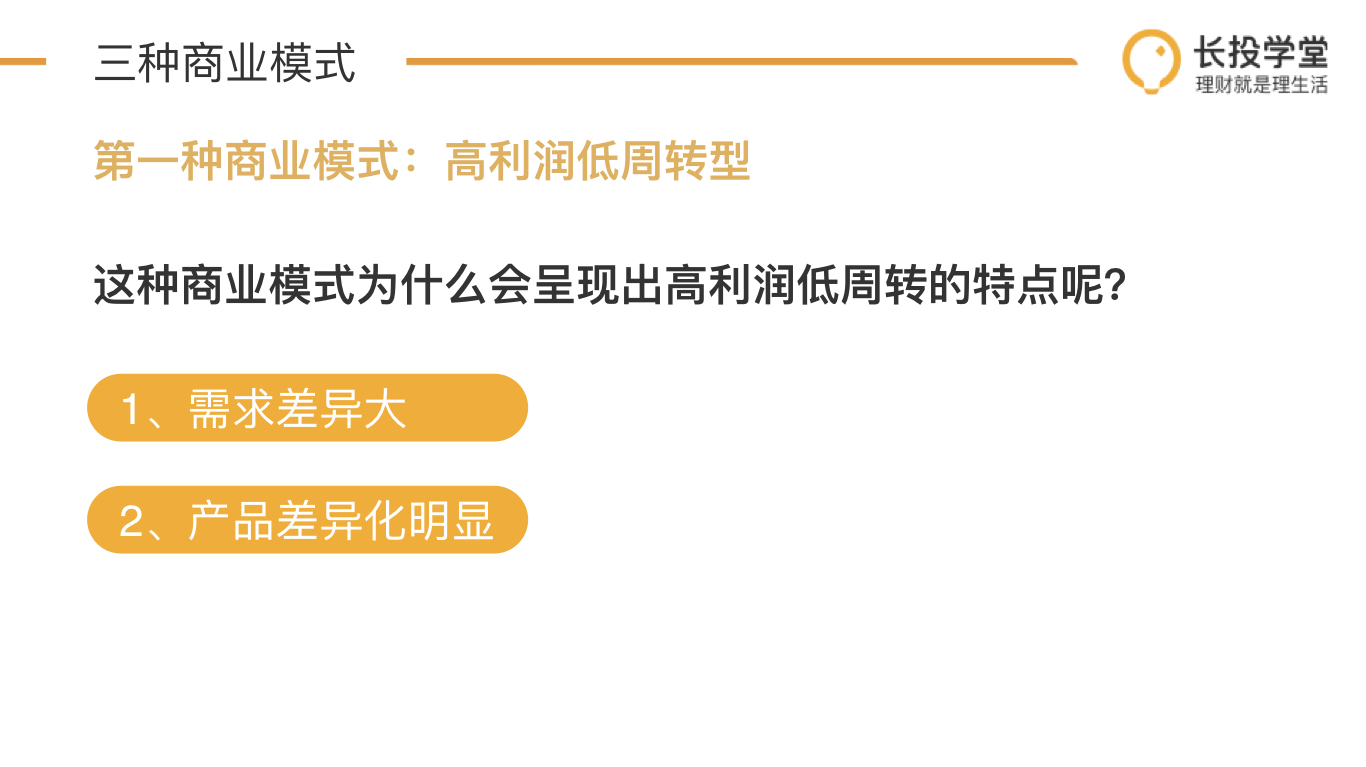 三种商业模式
长投学堂
理财就是理生活
第一种商业模式：高利润低周转型
这种商业模式为什么会呈现出高利润低周转的特点呢？
1、需求差异大
2、产品差异化明显